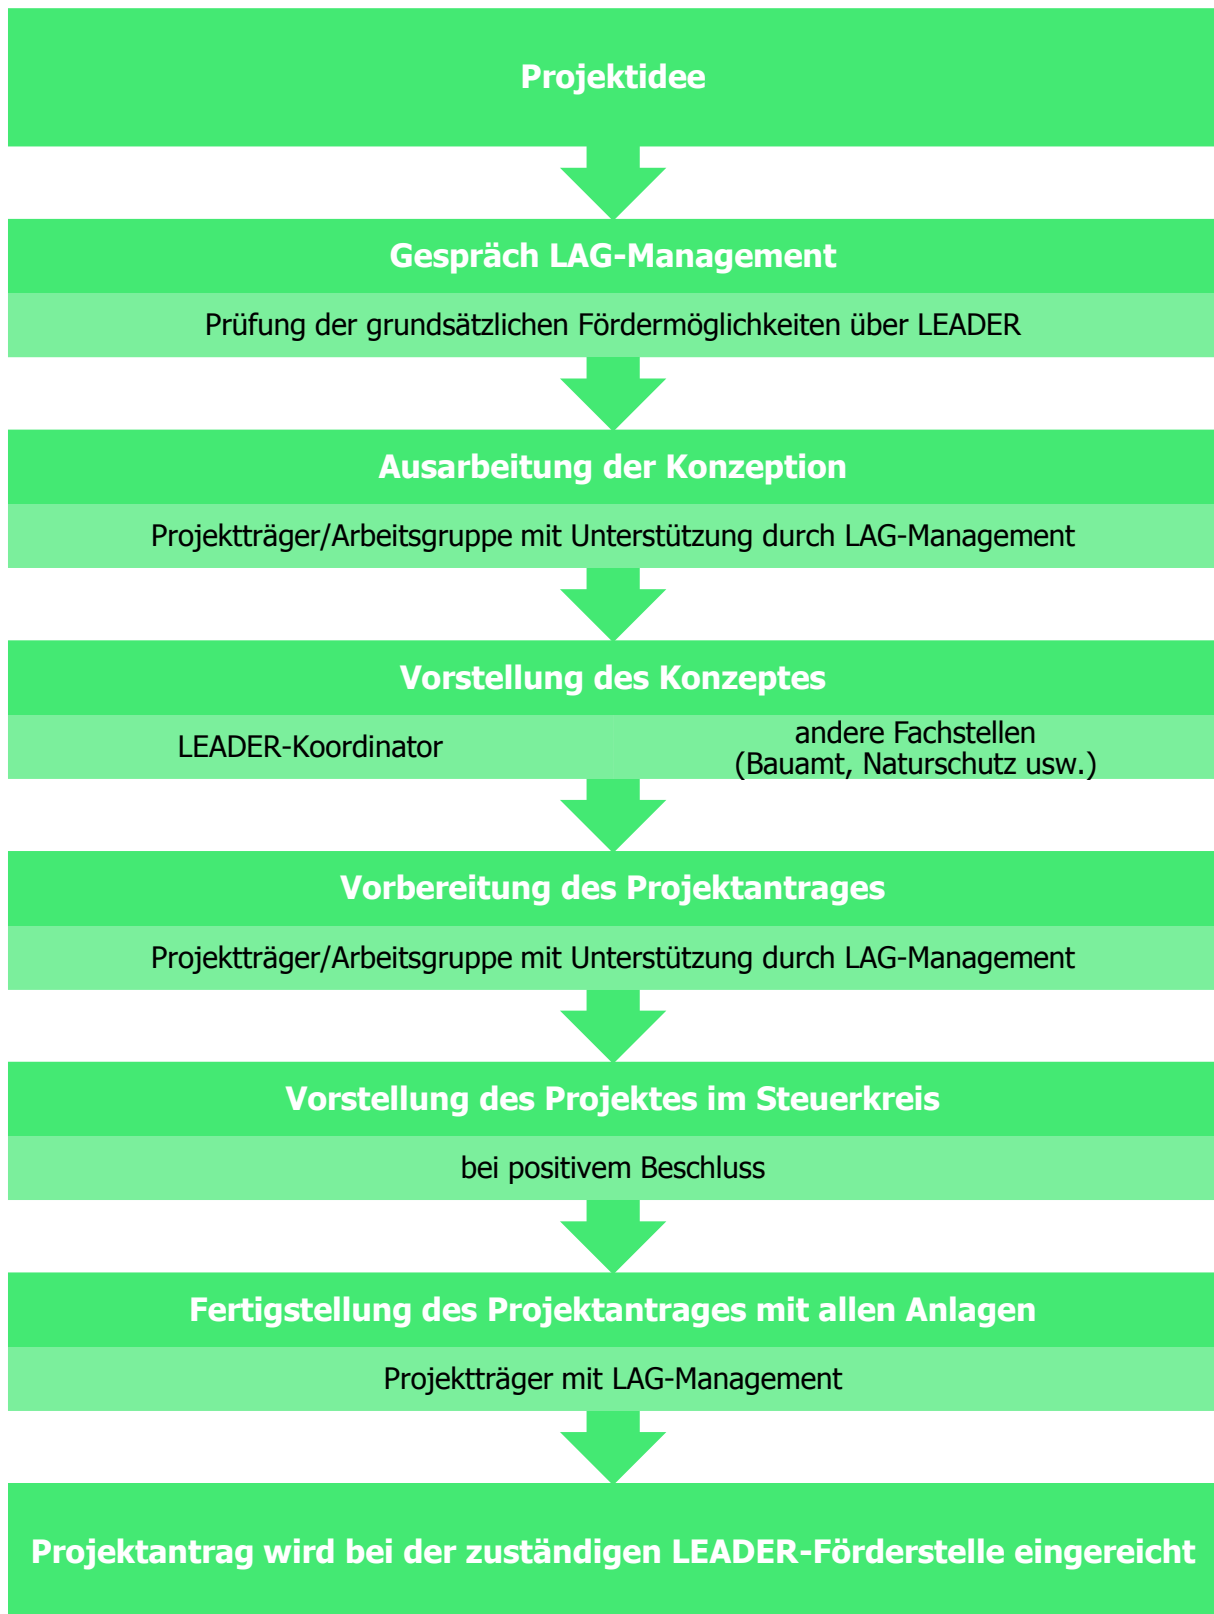 Projektidee
Gespräch LAG-Management
Prüfung der grundsätzlichen Fördermöglichkeiten über LEADER
Ausarbeitung der Konzeption
Projektträger/Arbeitsgruppe mit Unterstützung durch LAG-Management
Vorstellung des Konzeptes
LEADER-Koordinator
andere Fachstellen
(Bauamt, Naturschutz usw.)
Vorbereitung des Projektantrages
Projektträger/Arbeitsgruppe mit Unterstützung durch LAG-Management
Vorstellung des Projektes im Steuerkreis
bei positivem Beschluss
Fertigstellung des Projektantrages mit allen Anlagen
Projektträger mit LAG-Management
Projektantrag wird bei der zuständigen LEADER-Förderstelle eingereicht